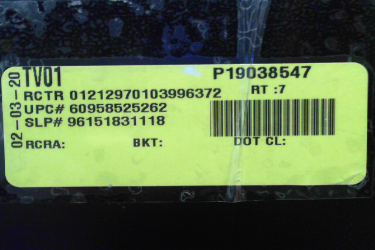 02-03-20
TV01 P19038547
RCTR 01212970103996372 RT :7
UPC# 60958525262
SLP# 96151831118
RCRA: BKT: DOT CL: